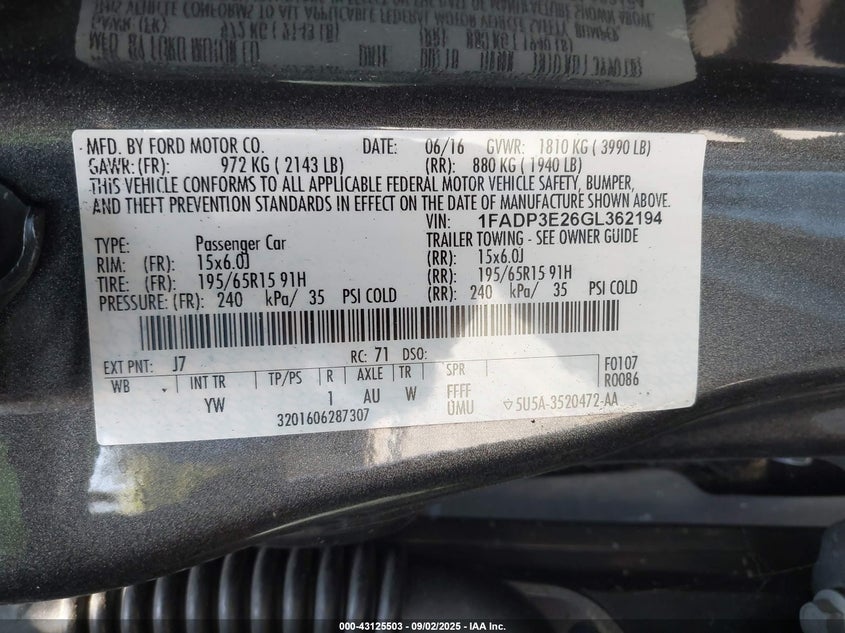 MFD. BY FORD MOTOR CO. DATE: 06/16 GVWR: 1810 KG ( 3990 LB)
GAWR: (FR): 972 KG ( 2143 LB) (RR): 880 KG ( 1940 LB)
THIS VEHICLE CONFORMS TO ALL APPLICABLE FEDERAL MOTOR VEHICLE SAFETY, BUMPER,
AND THEFT PREVENTION STANDARDS IN EFFECT ON THE DATE OF MANUFACTURE SHOWN ABOVE.
VIN: 1FADP3E26GL362194
TYPE: Passenger Car TRAILER TOWING - SEE OWNER GUIDE
RIM: (FR): 15x6.0J (RR): 15x6.0J
TIRE: (FR): 195/65R15 91H (RR): 195/65R15 91H
PRESSURE: (FR): 240 kPa/ 35 PSI COLD (RR): 240 kPa/ 35 PSI COLD
EXT PNT: J7 RC: 71 DSO: F0107
WB INT TR TP/PS R AXLE TR SPR R0086
YW 1 AU W FFFF
UMU 5U5A-3520472-AA
3201606287307
000-43125503 - 09/02/2025 - IAA Inc.